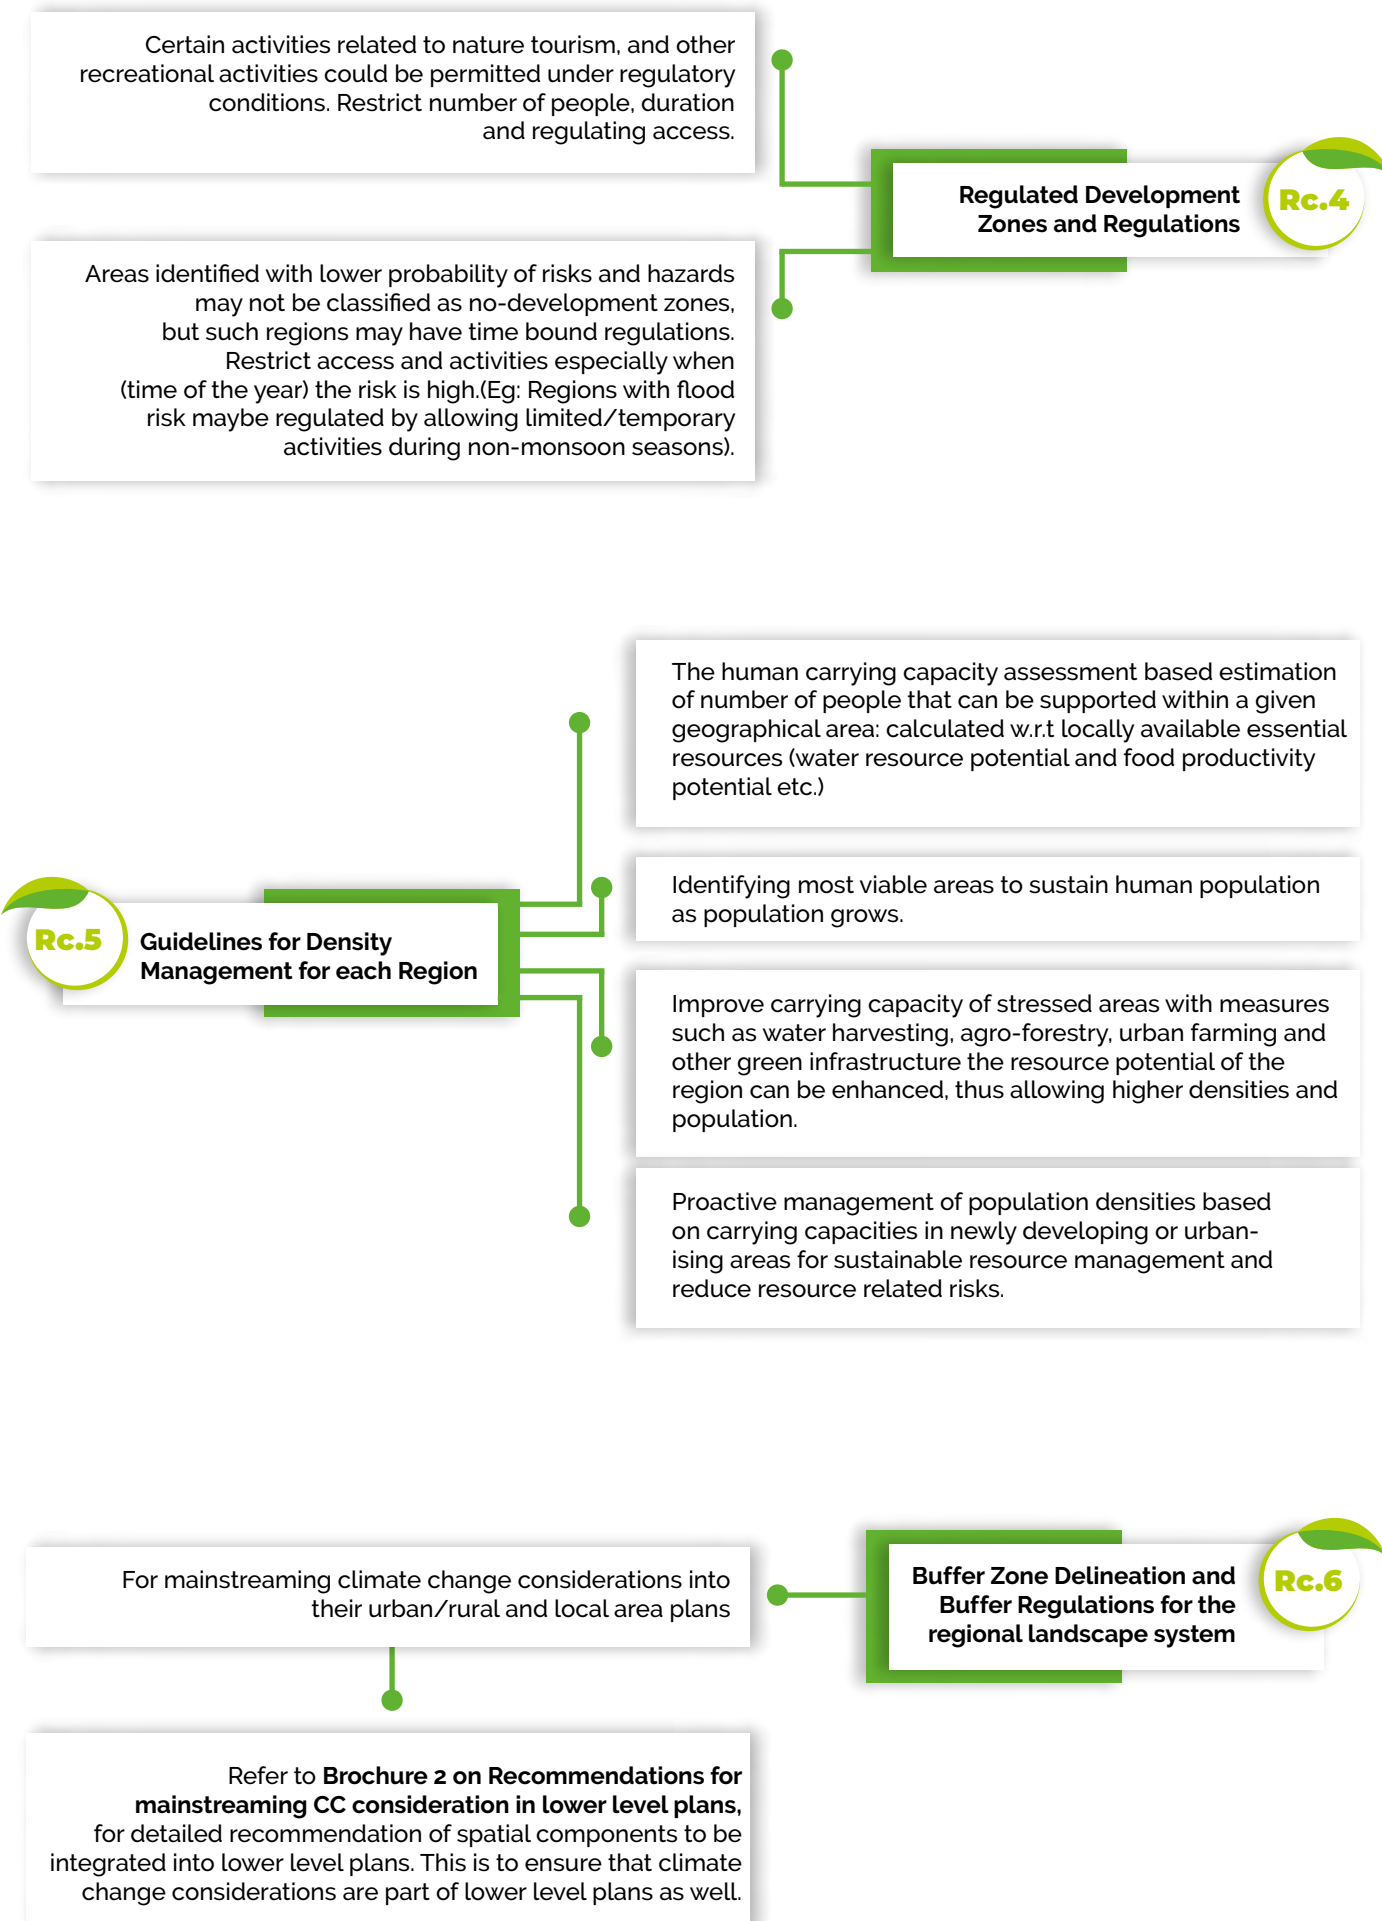 Certain activities related to nature tourism, and other
recreational activities could be permitted under regulatory
conditions. Restrict number of people, duration
and regulating access.
Regulated Development
Zones and Regulations
Rc.4
Areas identified with lower probability of risks and hazards
may not be classified as no-development zones,
but such regions may have time bound regulations.
Restrict access and activities especially when
(time of the year) the risk is high.(Eg: Regions with flood
risk maybe regulated by allowing limited/temporary
activities during non-monsoon seasons).
The human carrying capacity assessment based estimation
of number of people that can be supported within a given
geographical area: calculated w.r.t locally available essential
resources (water resource potential and food productivity
potential etc.)
Identifying most viable areas to sustain human population
as population grows.
Rc.5
Guidelines for Density
Management for each Region
Improve carrying capacity of stressed areas with measures
such as water harvesting, agro-forestry, urban farming and
other green infrastructure the resource potential of the
region can be enhanced, thus allowing higher densities and
population.
Proactive management of population densities based
on carrying capacities in newly developing or urban-
ising areas for sustainable resource management and
reduce resource related risks.
For mainstreaming climate change considerations into
their urban/rural and local area plans
Buffer Zone Delineation and
Buffer Regulations for the
regional landscape system
Rc.6
Refer to Brochure 2 on Recommendations for
mainstreaming CC consideration in lower level plans,
for detailed recommendation of spatial components to be
integrated into lower level plans. This is to ensure that climate
change considerations are part of lower level plans as well.